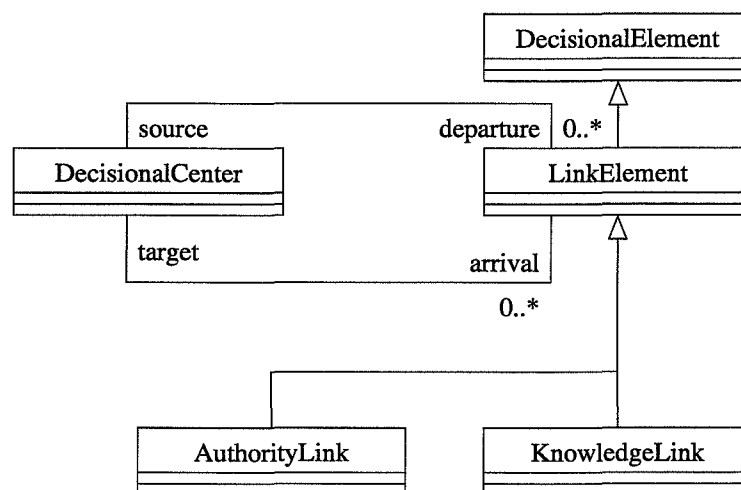 DecisionalElement
source
departure 0..*
DecisionalCenter
LinkElement
target
arrival
0..*
AuthorityLink
KnowledgeLink